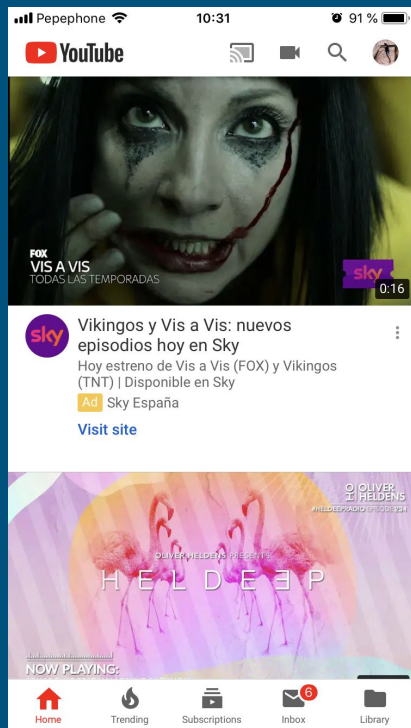 Pepephone
10:31
91 %
YouTube
FOX
VIS A VIS
TODAS LAS TEMPORADAS
sky
0:16
sky
Vikingos y Vis a Vis: nuevos
episodios hoy en Sky
Hoy estreno de Vis a Vis (FOX) y Vikingos
(TNT) | Disponible en Sky
Ad Sky España
Visit site
OLIVER
HELDENS
#HELDEEPRADIO EPISODE
OLIVER HELDENS PRESENTS
HELDEEP
NOW PLAYING:
6
Home
Trending
Subscriptions
Inbox
Library